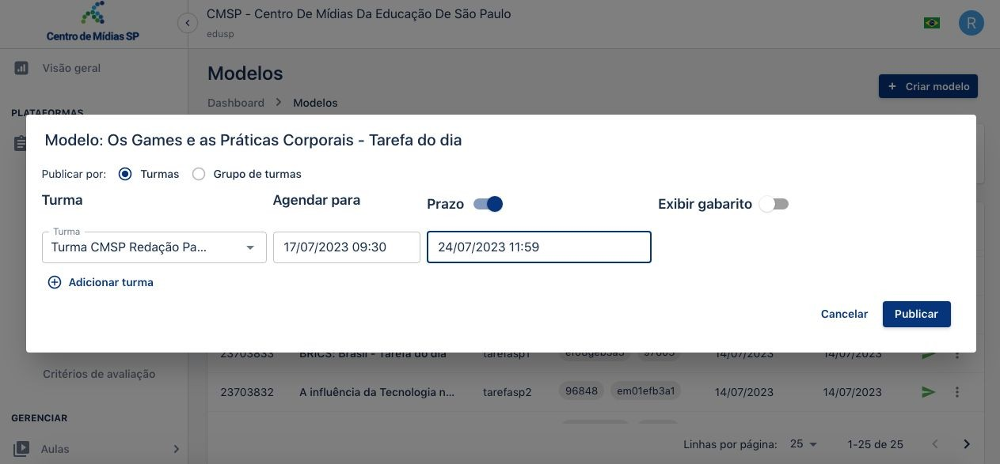 Centro de Mídias SP
CMSP - Centro De Mídias Da Educação De São Paulo
edusp
R
Visão geral
PLATAFORMAS
Modelos
Dashboard > Modelos
+ Criar modelo
Modelo: Os Games e as Práticas Corporais - Tarefa do dia
Publicar por: Turmas Grupo de turmas
Turma Agendar para Prazo Exibir gabarito
Turma
Turma CMSP Redação Pa... 17/07/2023 09:30 24/07/2023 11:59
Adicionar turma
Cancelar Publicar
23703833 BRICS: Brasil - Tarefa do dia tarefasp1 14/07/2023 14/07/2023
Critérios de avaliação
23703832 A influência da Tecnologia n... tarefasp2 96848 em01efb3a1 14/07/2023 14/07/2023
GERENCIAR
Aulas
Linhas por página: 25 1-25 de 25